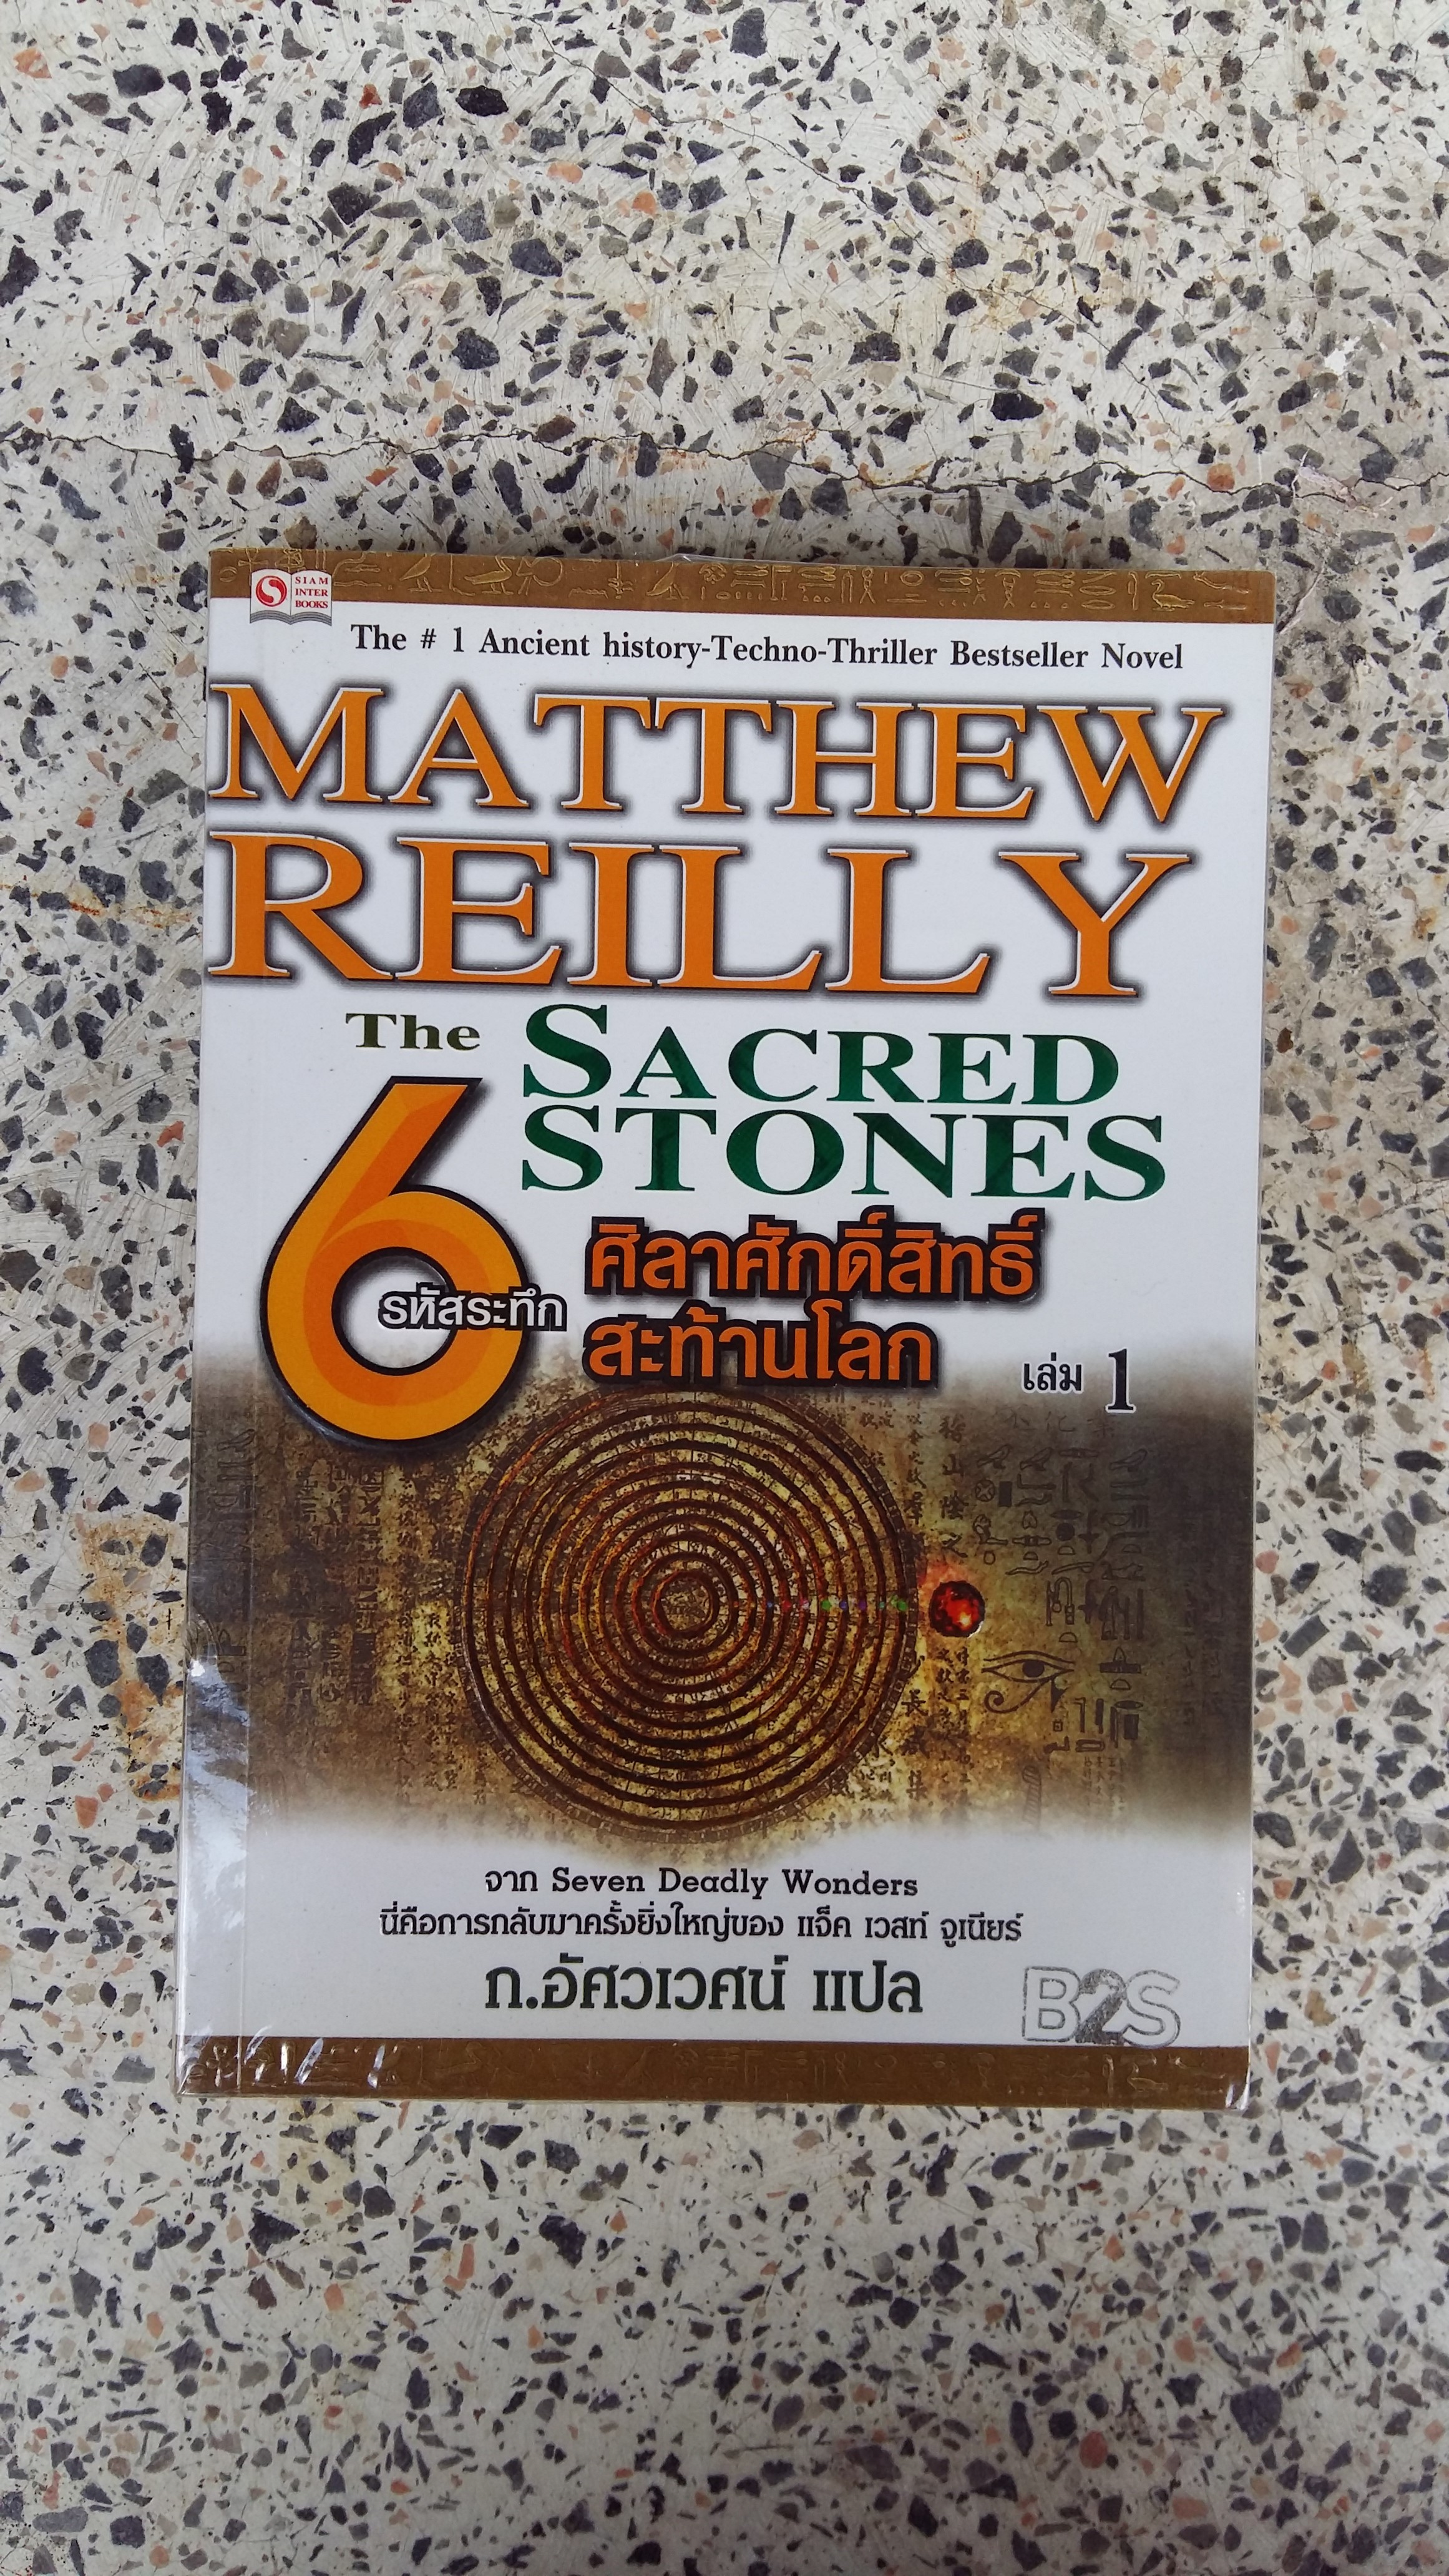 SIAM
INTER
BOOKS
The # 1 Ancient history-Techno-Thriller Bestseller Novel
MATTHEW
REILLY
The SACRED
6 STONES
รหัสระทึก ศิลาศักดิ์สิทธิ์
สะท้านโลก
เล่ม 1
จาก Seven Deadly Wonders
นี่คือการกลับมาครั้งยิ่งใหญ่ของ แจ็ค เวสท์ จูเนียร์
ก.อัศวเวศน์ แปล
B2S